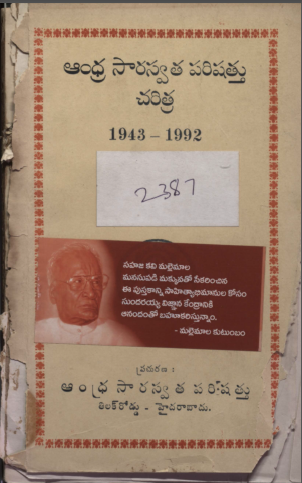 ఆంధ్ర సారస్వత పరిషత్తు
చరిత్ర
1943 – 1992
2387
సహజ కవి మల్లెమాల
మనసుపడి మక్కువతో సేకరించిన
ఈ పుస్తకాన్ని సాహిత్యాభిమానుల కోసం
సుందరయ్య విజ్ఞాన కేంద్రానికి
ఆనందంతో బహూకరిస్తున్నాం.
- మల్లెమాల కుటుంబం
ప్రచురణ :
ఆంధ్ర సారస్వత పరిషత్తు
తిలక్‌రోడ్డు - హైదరాబాదు.